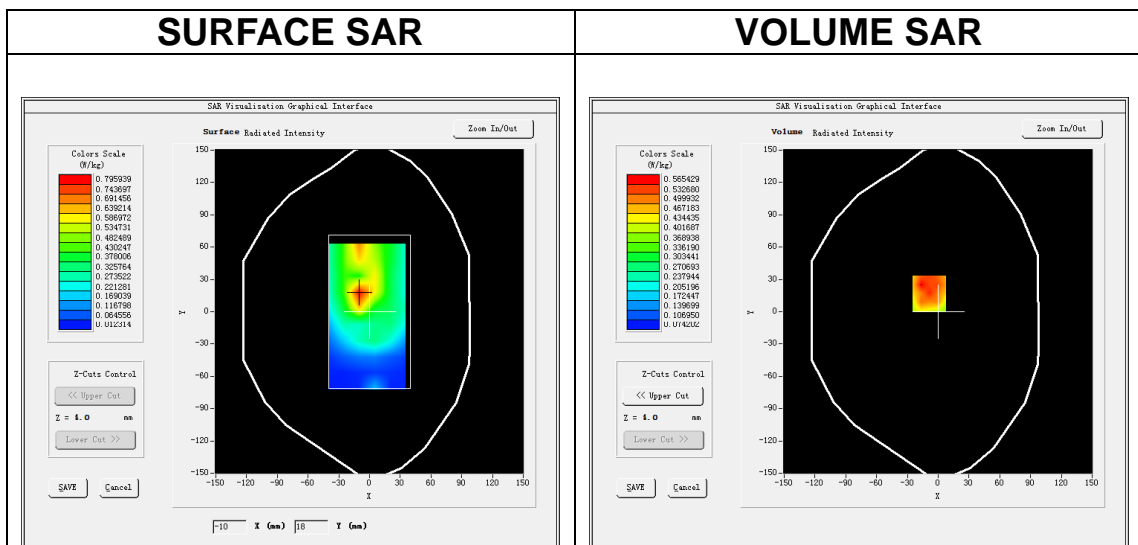 SURFACE SAR
VOLUME SAR
SAR Visualisation Graphical Interface
Surface Radiated Intensity
Zoom In/Out
Colors Scale
(W/kg)
0.795939
0.743697
0.691456
0.639214
0.586972
0.534731
0.482489
0.430247
0.378006
0.325764
0.273522
0.221281
0.169039
0.116798
0.064556
0.012314
150
120
90
60
30
0
-30
-60
-90
-120
-150
Y
-150 -120 -90 -60 -30 0 30 60 90 120 150
X
Z-Cuts Control
<< Upper Cut
Z = 4.0 mm
Lower Cut >>
SAVE Cancel
-10 X (mm) 18 Y (mm)
SAR Visualisation Graphical Interface
Volume Radiated Intensity
Zoom In/Out
Colors Scale
(W/kg)
0.565429
0.532680
0.499932
0.467183
0.434435
0.401687
0.368938
0.336190
0.303441
0.270693
0.237944
0.205196
0.172447
0.139699
0.106950
0.074202
150
120
90
60
30
0
-30
-60
-90
-120
-150
Y
-150 -120 -90 -60 -30 0 30 60 90 120 150
X
Z-Cuts Control
<< Upper Cut
Z = 4.0 mm
Lower Cut >>
SAVE Cancel